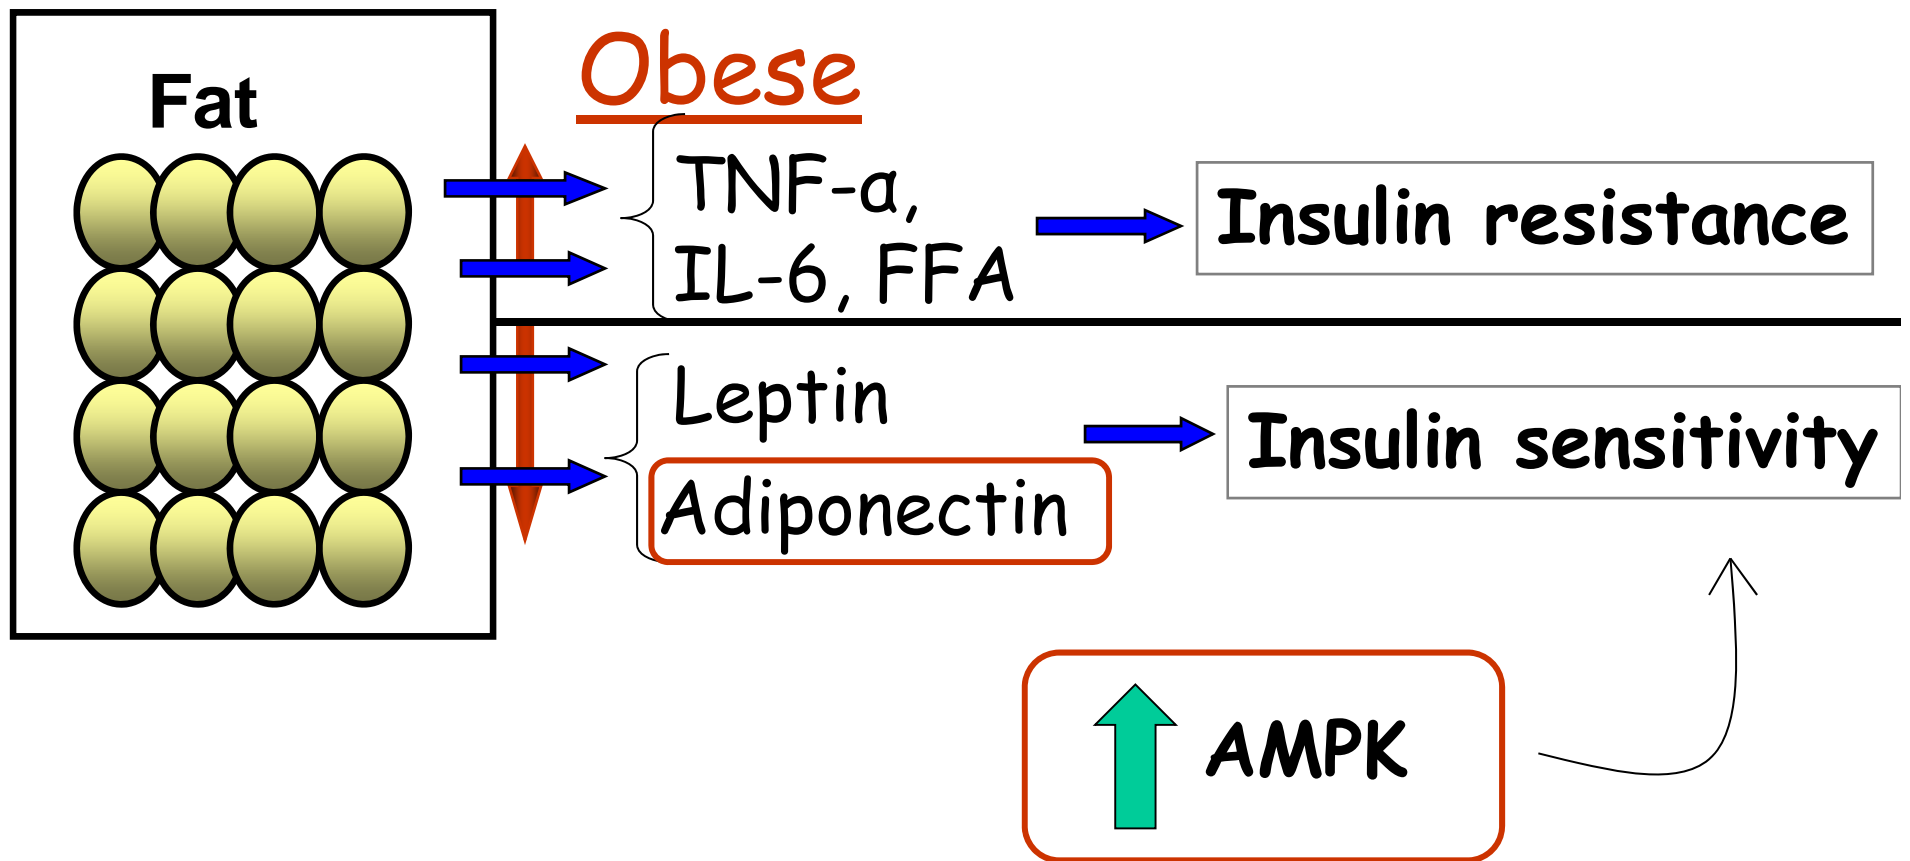 Fat
Obese
TNF-α,
IL-6, FFA
Insulin resistance
Leptin
Adiponectin
Insulin sensitivity
AMPK